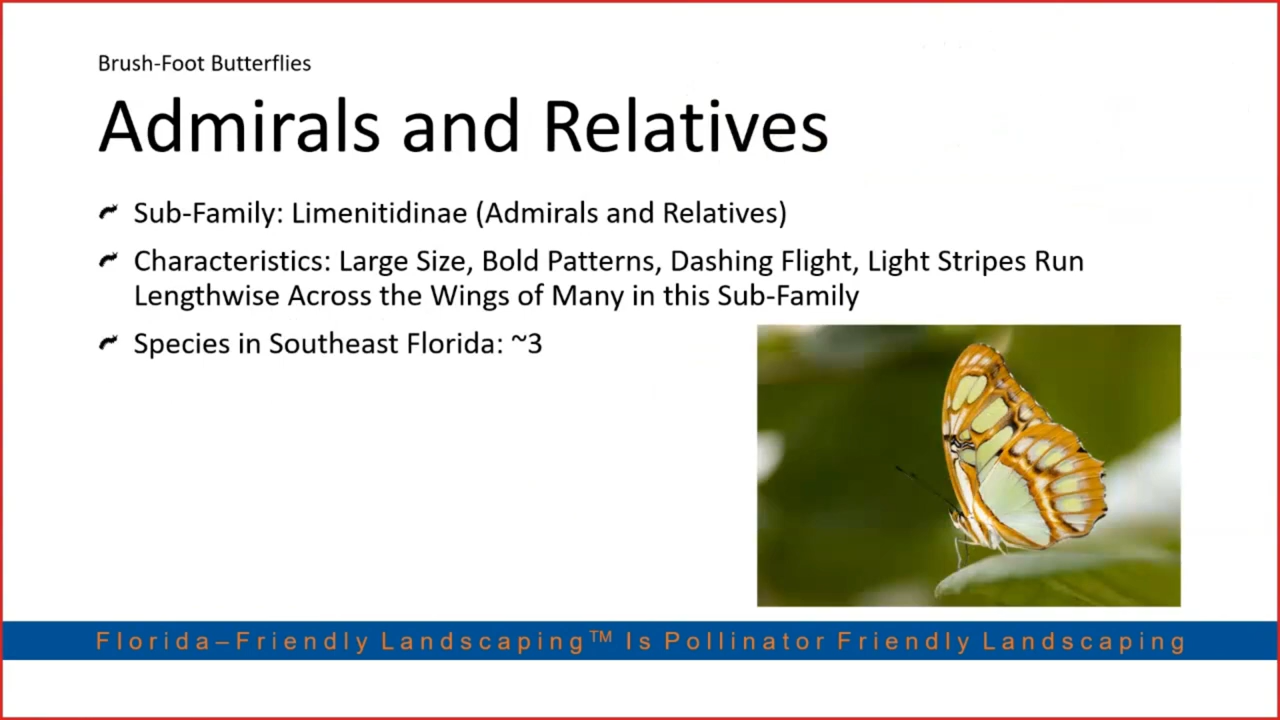 Brush-Foot Butterflies
Admirals and Relatives
Sub-Family: Limenitidinae (Admirals and Relatives)
Characteristics: Large Size, Bold Patterns, Dashing Flight, Light Stripes Run
Lengthwise Across the Wings of Many in this Sub-Family
Species in Southeast Florida: ~3
Florida–Friendly Landscaping™ Is Pollinator Friendly Landscaping